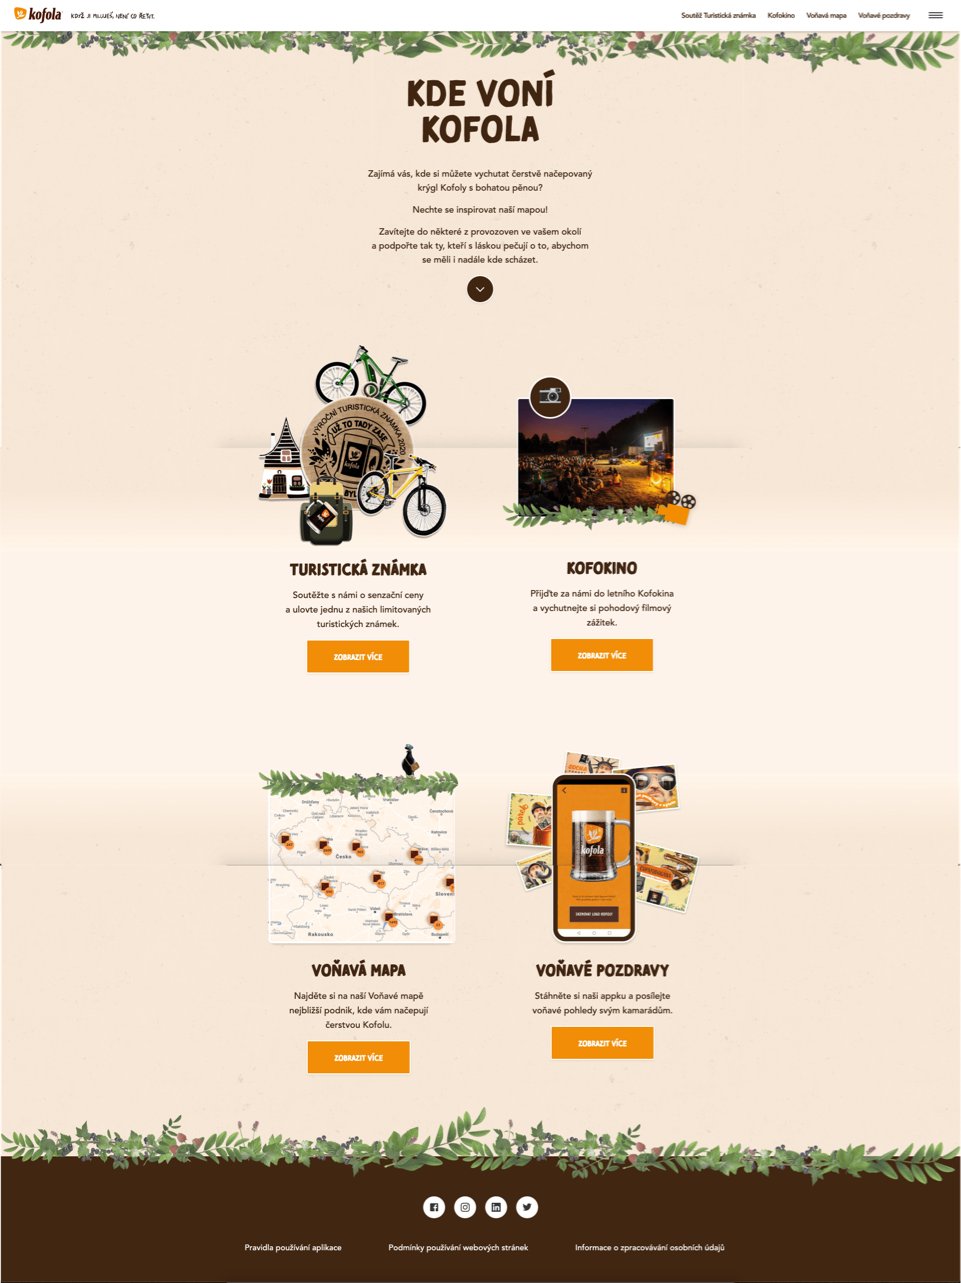 kofola
KDYŽ JI MILUJEŠ, NENÍ CO ŘEŠIT.
Soutěž Turistická známka
Kofokino
Voňavá mapa
Voňavé pozdravy
KDE VONÍ
KOFOLA
Zajímá vás, kde si můžete vychutat čerstvě načepovaný
krýgl Kofoly s bohatou pěnou?
Nechte se inspirovat naší mapou!
Zavítejte do některé z provozoven ve vašem okolí
a podpořte tak ty, kteří s láskou pečují o to, abychom
se měli i nadále kde scházet.
VÝROČNÍ TURISTICKÁ ZNÁMKA 2020
UŽ TO TADY ZASE
kofola
TURISTICKÁ ZNÁMKA
Soutěžte s námi o senzační ceny
a ulovte jednu z našich limitovaných
turistických známek.
ZOBRAZIT VÍCE
KOFOKINO
Přijďte za námi do letního Kofokina
a vychutnejte si pohodový filmový
zážitek.
ZOBRAZIT VÍCE
Česko
Bratislava
Rakousko
VOŇAVÁ MAPA
Najděte si na naší Voňavé mapě
nejbližší podnik, kde vám načepují
čerstvou Kofolu.
ZOBRAZIT VÍCE
kofola
VOŇAVÉ POZDRAVY
Stáhněte si naši appku a posílejte
voňavé pohledy svým kamarádům.
ZOBRAZIT VÍCE
Pravidla používání aplikace
Podmínky používání webových stránek
Informace o zpracovávání osobních údajů